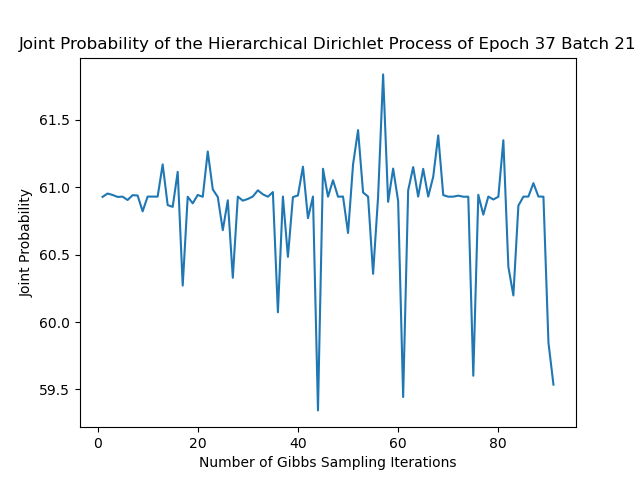 Joint Probability of the Hierarchical Dirichlet Process of Epoch 37 Batch 21
61.5
61.0
60.5
60.0
59.5
Joint Probability
0 20 40 60 80
Number of Gibbs Sampling Iterations